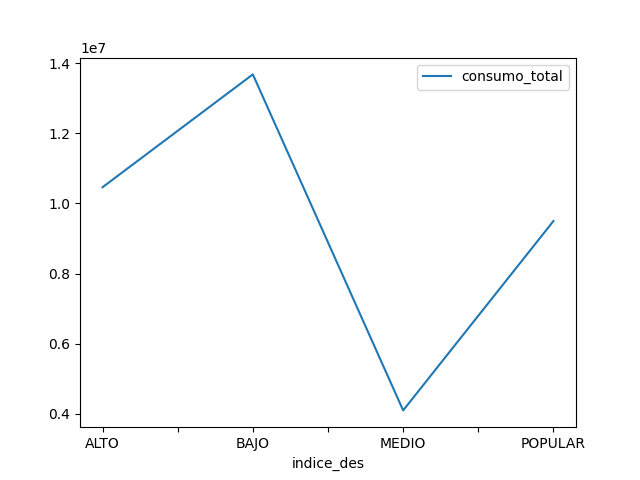 1e7
1.4
1.2
1.0
0.8
0.6
0.4
consumo_total
ALTO BAJO MEDIO POPULAR
indice_des